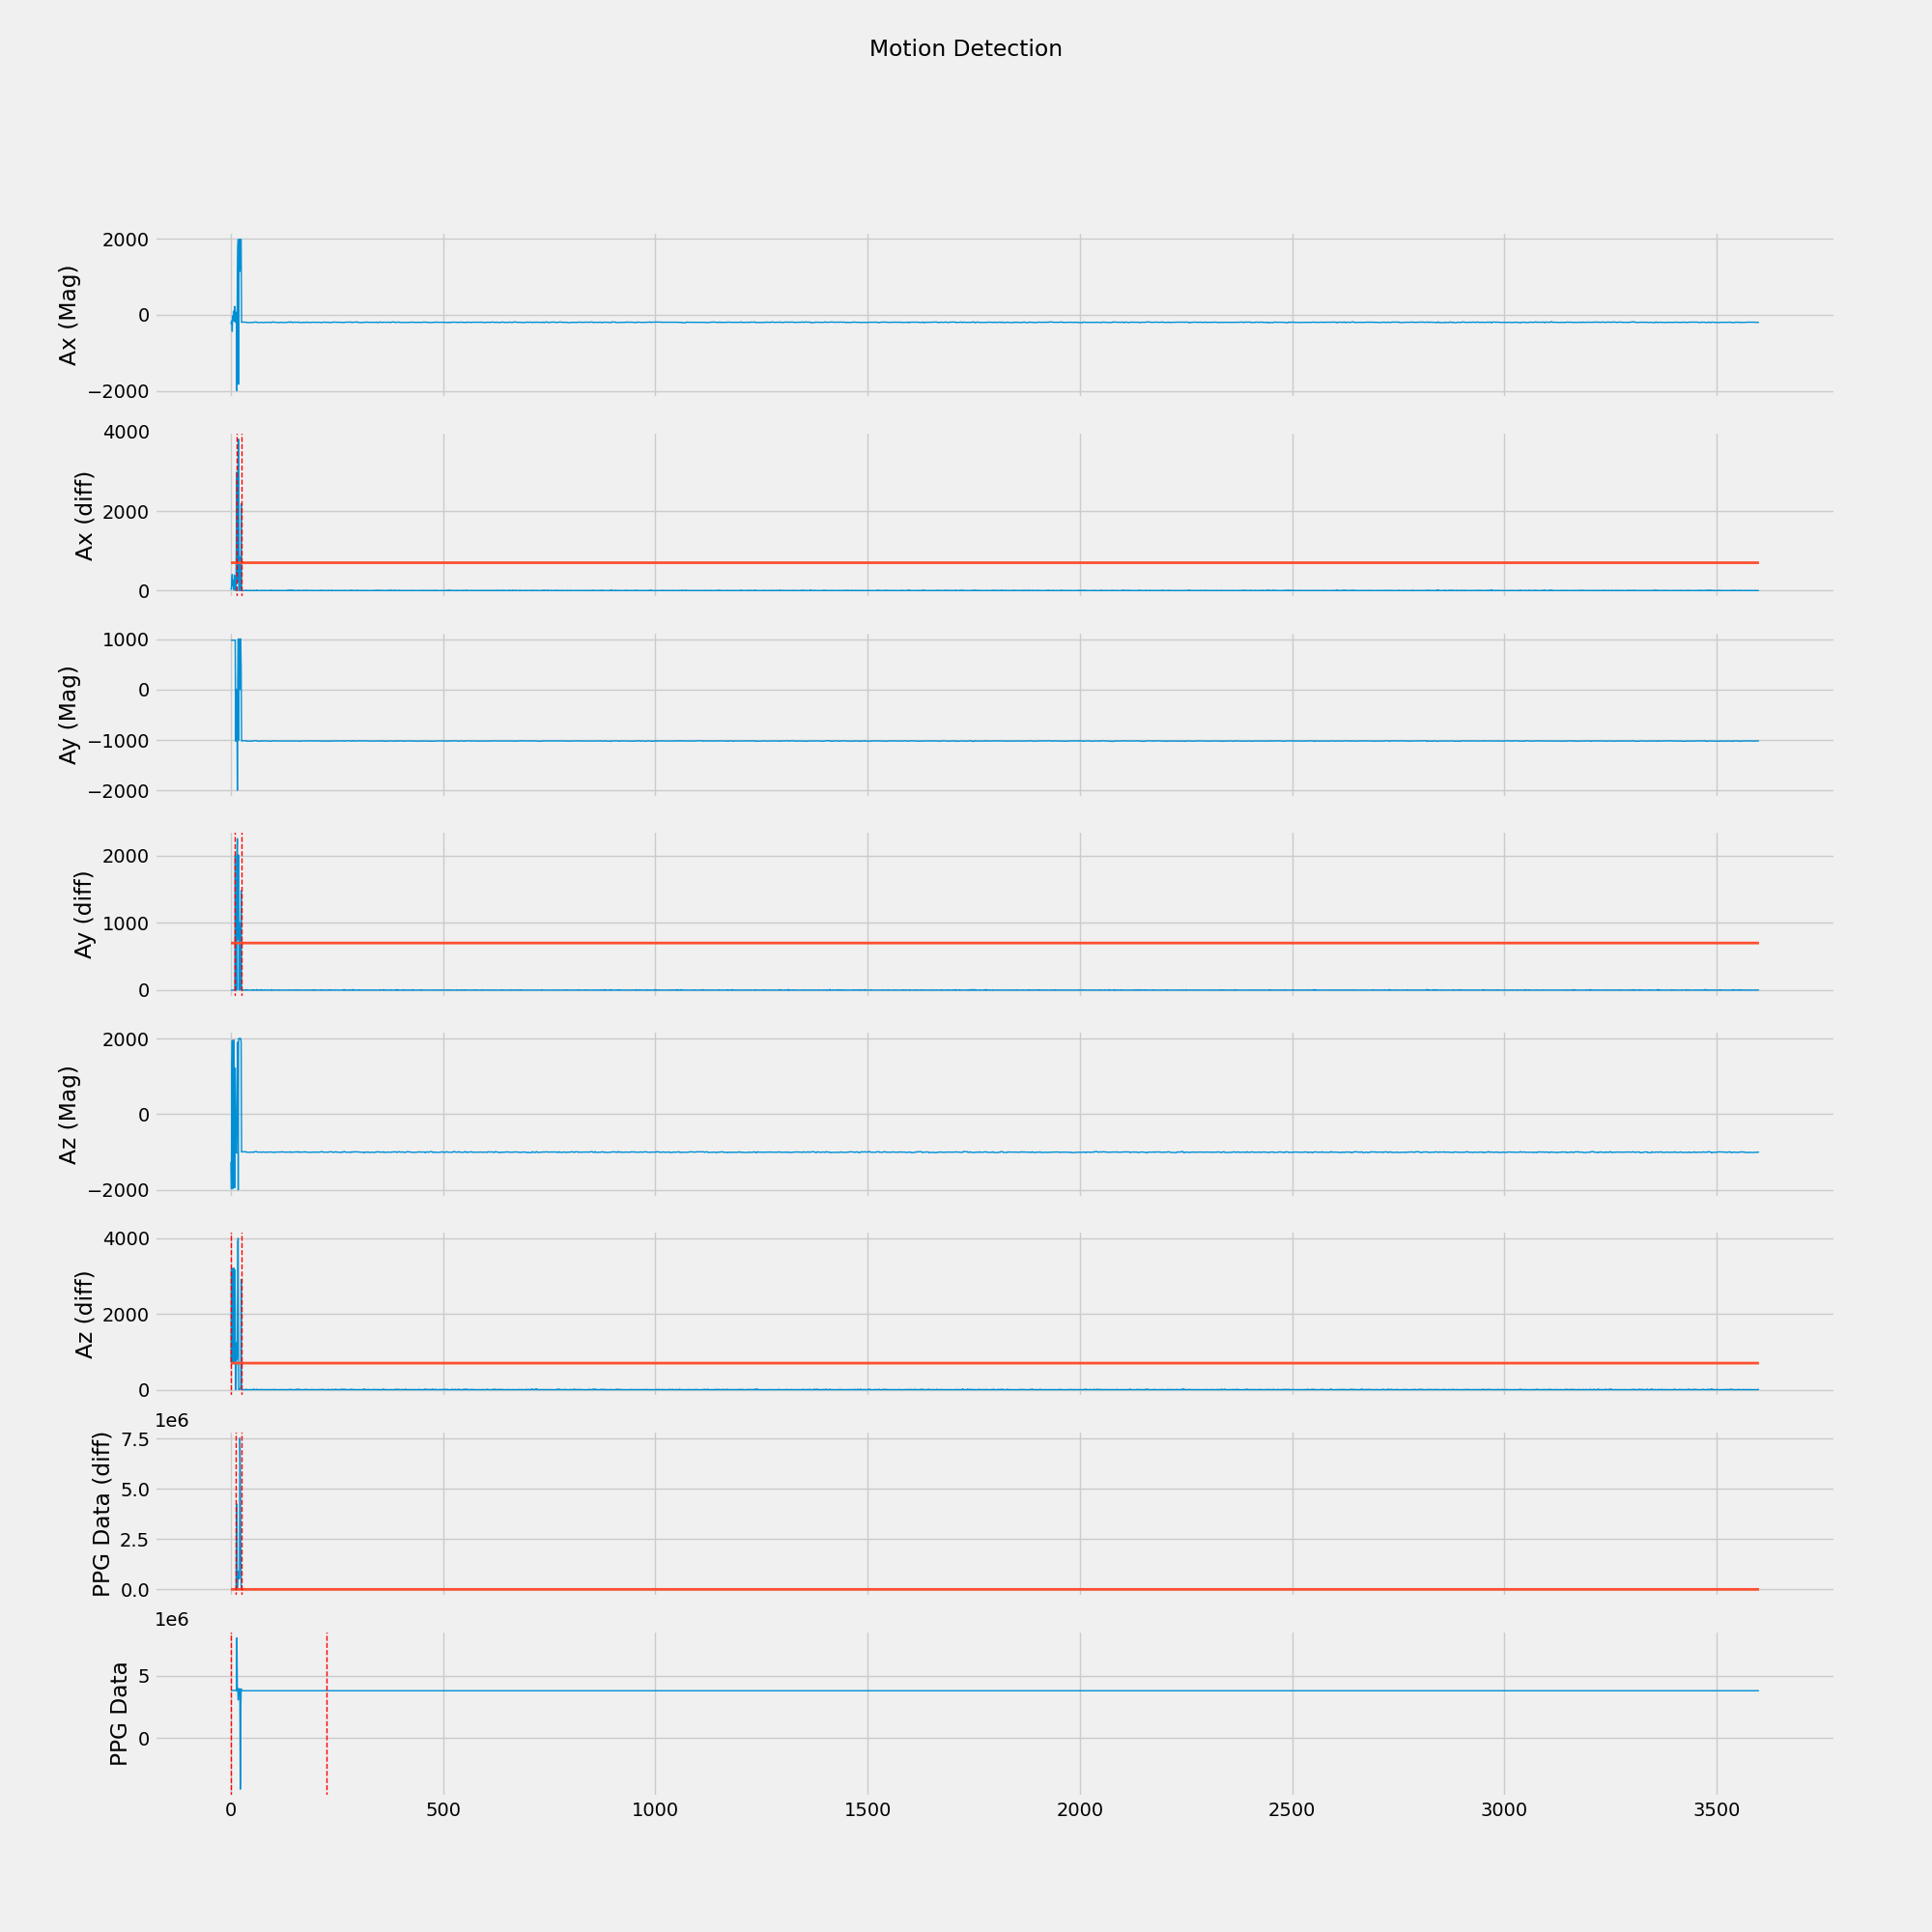 Motion Detection
2000
0
−2000
Ax (Mag)
4000
2000
0
Ax (diff)
1000
0
−1000
−2000
Ay (Mag)
2000
1000
0
Ay (diff)
2000
0
−2000
Az (Mag)
4000
2000
0
Az (diff)
1e6
7.5
5.0
2.5
0.0
PPG Data (diff)
1e6
5
0
PPG Data
0 500 1000 1500 2000 2500 3000 3500